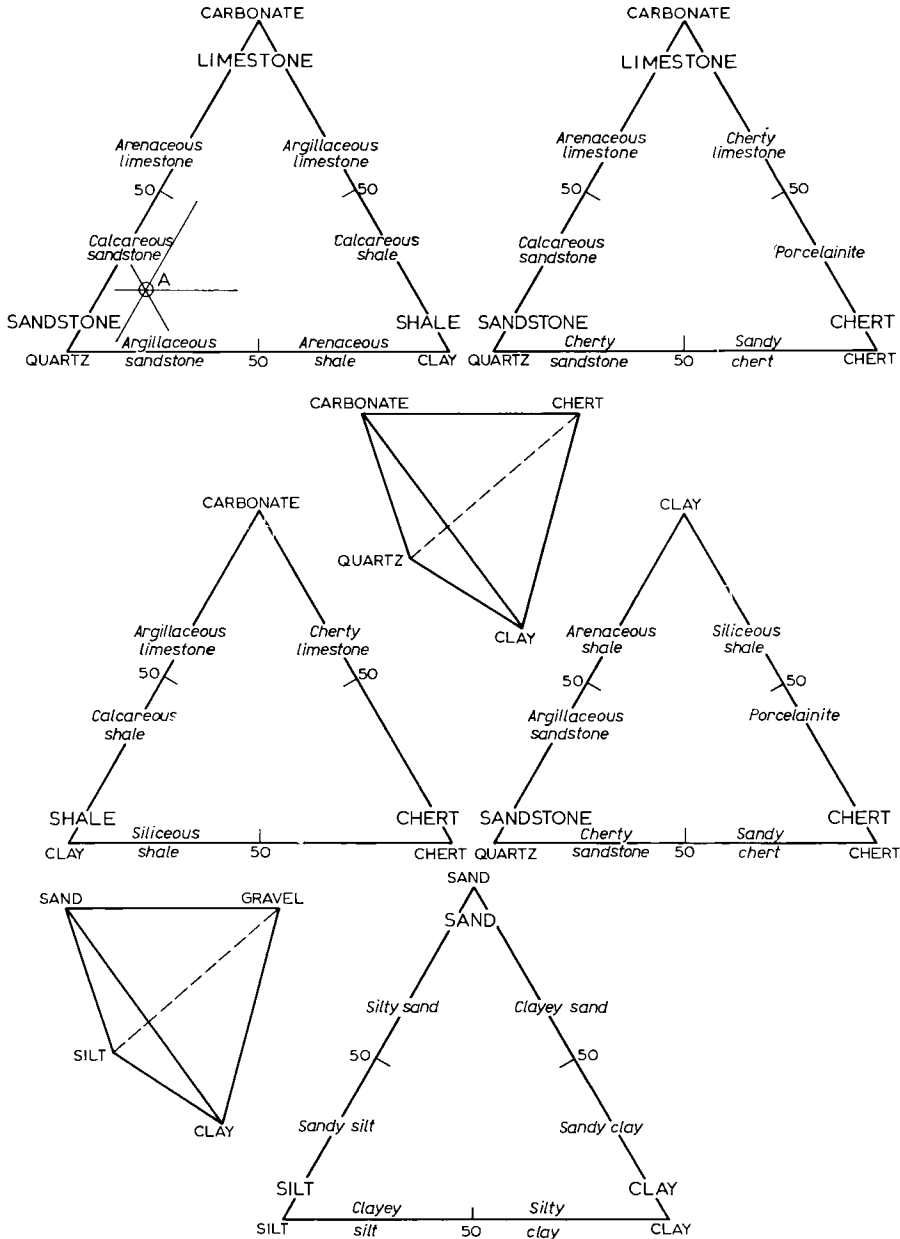 CARBONATE
LIMESTONE
Arenaceous
limestone
Argillaceous
limestone
50
50
Calcareous
sandstone
Calcareous
shale
A
SANDSTONE
SHALE
Argillaceous
sandstone
Arenaceous
shale
QUARTZ
50
CLAY
CARBONATE
LIMESTONE
Arenaceous
limestone
Cherty
limestone
50
50
Calcareous
sandstone
Porcelainite
SANDSTONE
CHERT
Cherty
sandstone
Sandy
chert
QUARTZ
50
CHERT
CARBONATE
CHERT
QUARTZ
CLAY
CARBONATE
Argillaceous
limestone
Cherty
limestone
50
50
Calcareous
shale
SHALE
CHERT
Siliceous
shale
CLAY
50
CHERT
CLAY
Arenaceous
shale
Siliceous
shale
50
50
Argillaceous
sandstone
Porcelainite
SANDSTONE
CHERT
Cherty
sandstone
Sandy
chert
QUARTZ
50
CHERT
SAND
GRAVEL
SILT
CLAY
SAND
SAND
Silty sand
Clayey sand
50
50
Sandy silt
Sandy clay
SILT
CLAY
Clayey
silt
Silty
clay
SILT
50
CLAY